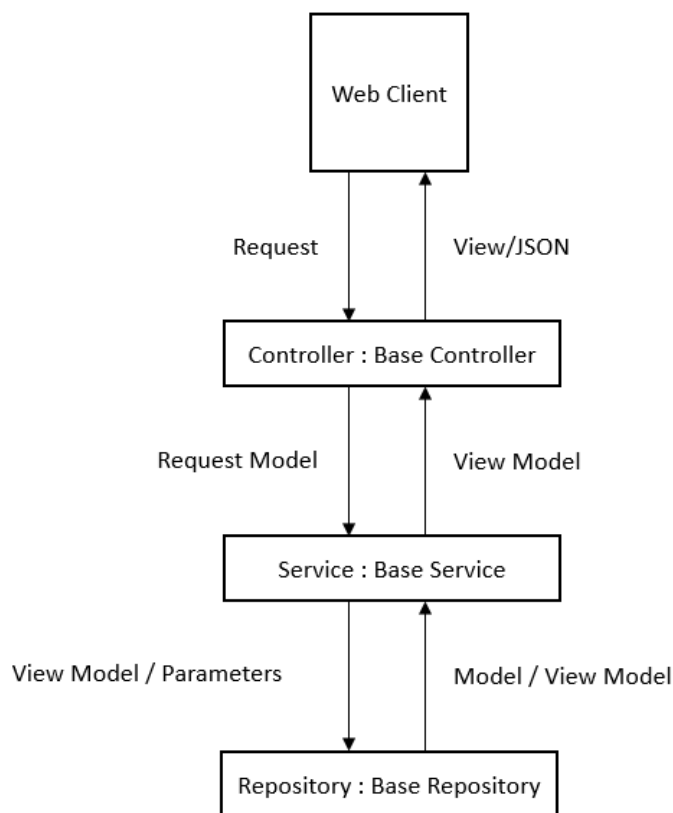 Web Client
Request
View/JSON
Controller : Base Controller
Request Model
View Model
Service : Base Service
View Model / Parameters
Model / View Model
Repository : Base Repository